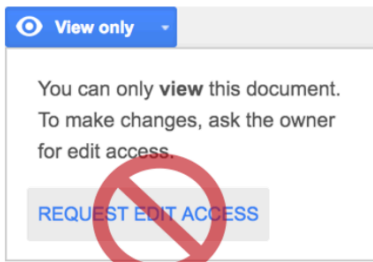 View only
You can only view this document.
To make changes, ask the owner
for edit access.
REQUEST EDIT ACCESS